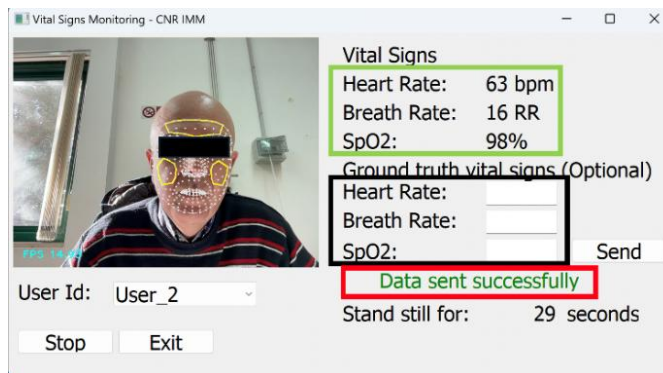 Vital Signs Monitoring - CNR IMM
Vital Signs
Heart Rate: 63 bpm
Breath Rate: 16 RR
SpO2: 98%
Ground truth vital signs (Optional)
Heart Rate:
Breath Rate:
SpO2:
Send
Data sent successfully
Stand still for: 29 seconds
FPS
User Id: User_2
Stop Exit